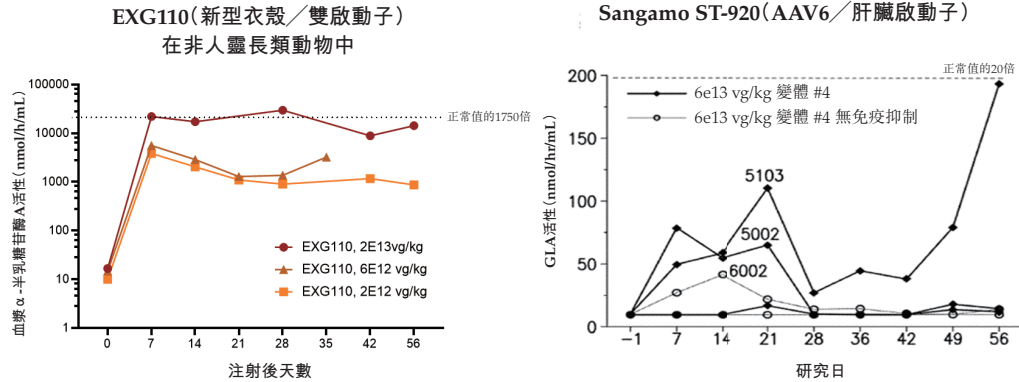 EXG110(新型衣殼／雙啟動子)
在非人靈長類動物中
血漿 α -半乳糖苷酶A活性(nmol/h/mL)
100000
10000
1000
100
10
1
正常值的1750倍
EXG110, 2E13vg/kg
EXG110, 6E12 vg/kg
EXG110, 2E12 vg/kg
0 7 14 21 28 35 42 56
注射後天數
Sangamo ST-920(AAV6／肝臟啟動子)
正常值的20倍
GLA活性(nmol/hr/mL)
200
150
100
50
0
6e13 vg/kg 變體 #4
6e13 vg/kg 變體 #4 無免疫抑制
5103
5002
6002
−1 7 14 21 28 36 42 49 56
研究日